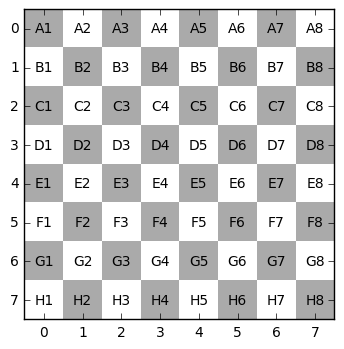 0 A1 A2 A3 A4 A5 A6 A7 A8
1 B1 B2 B3 B4 B5 B6 B7 B8
2 C1 C2 C3 C4 C5 C6 C7 C8
3 D1 D2 D3 D4 D5 D6 D7 D8
4 E1 E2 E3 E4 E5 E6 E7 E8
5 F1 F2 F3 F4 F5 F6 F7 F8
6 G1 G2 G3 G4 G5 G6 G7 G8
7 H1 H2 H3 H4 H5 H6 H7 H8
0 1 2 3 4 5 6 7